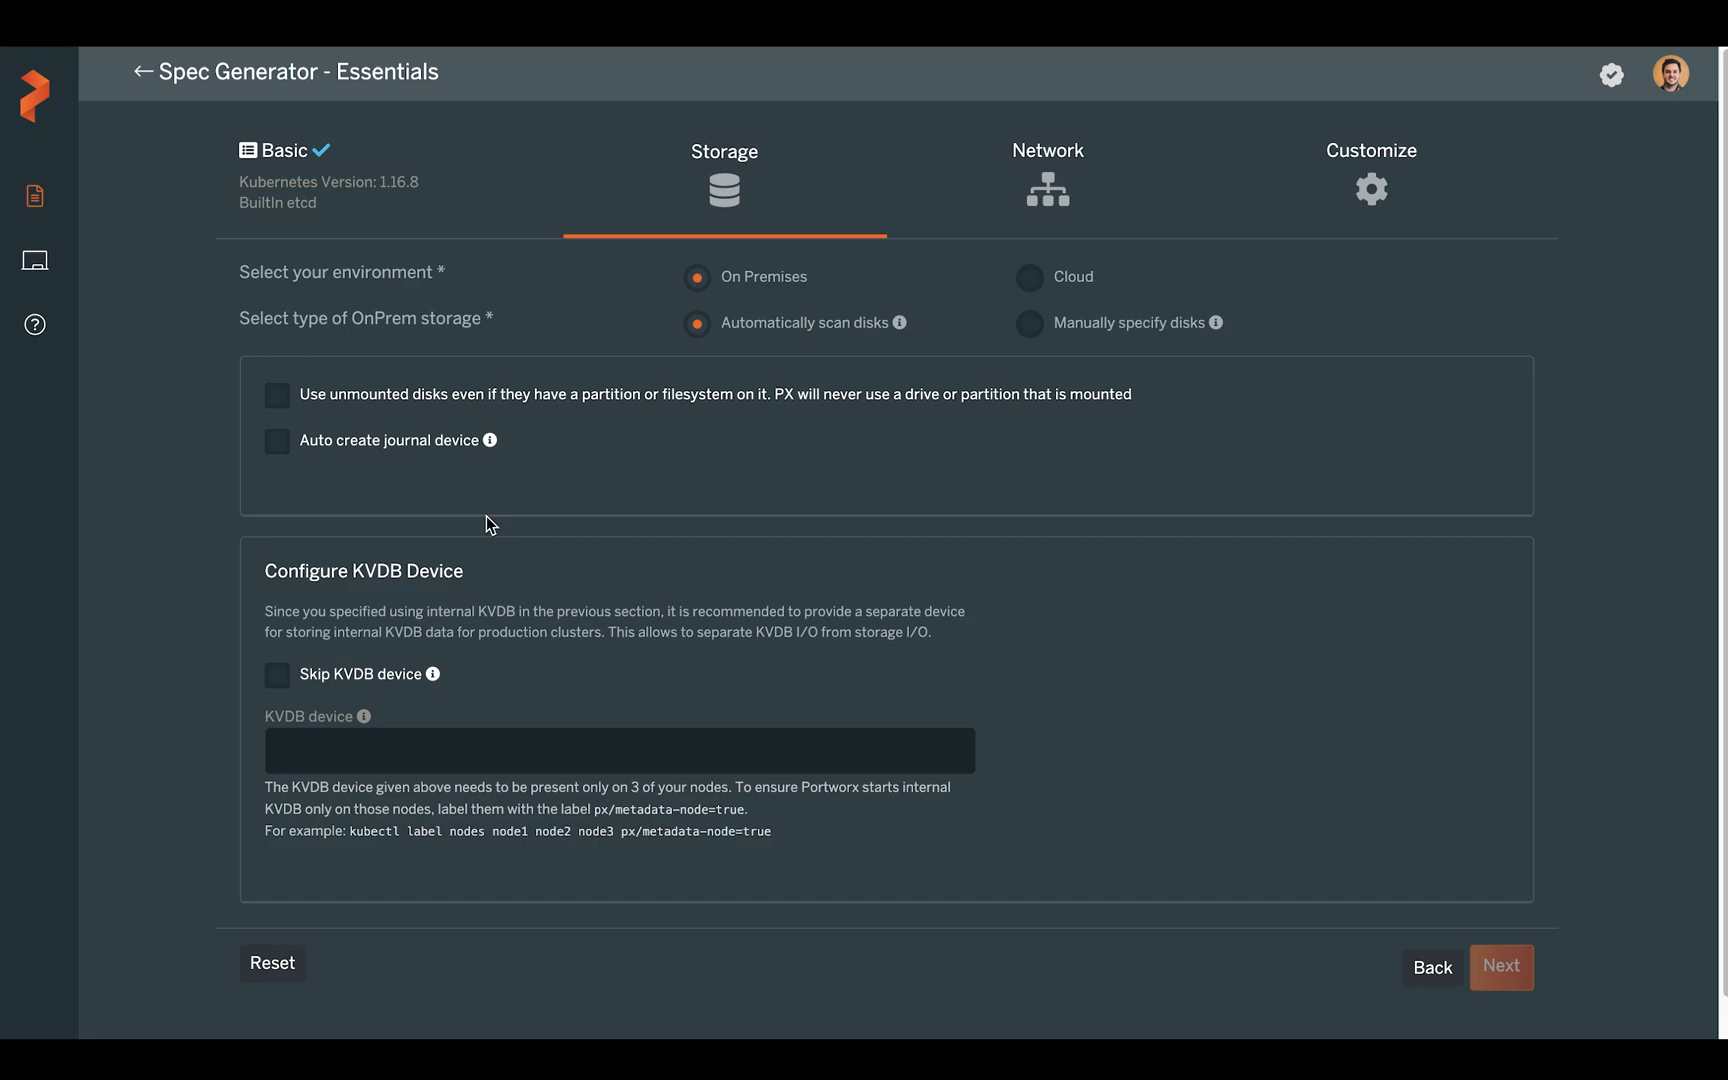 Spec Generator - Essentials
Basic
Kubernetes Version: 1.16.8
BuiltIn etcd
Storage
Network
Customize
Select your environment *
On Premises
Cloud
Select type of OnPrem storage *
Automatically scan disks
Manually specify disks
Use unmounted disks even if they have a partition or filesystem on it. PX will never use a drive or partition that is mounted
Auto create journal device
Configure KVDB Device
Since you specified using internal KVDB in the previous section, it is recommended to provide a separate device
for storing internal KVDB data for production clusters. This allows to separate KVDB I/O from storage I/O.
Skip KVDB device
KVDB device
The KVDB device given above needs to be present only on 3 of your nodes. To ensure Portworx starts internal
KVDB only on those nodes, label them with the label px/metadata-node=true.
For example: kubectl label nodes node1 node2 node3 px/metadata-node=true
Reset
Back
Next